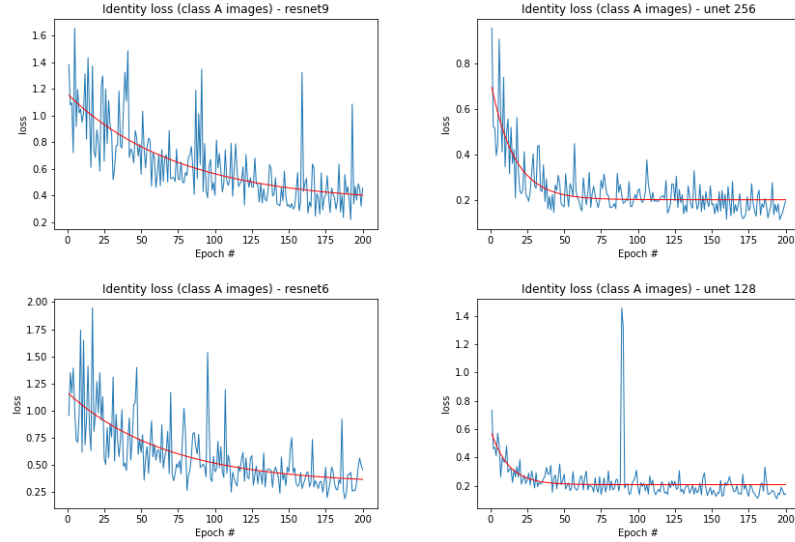 Identity loss (class A images) - resnet9
loss
1.6
1.4
1.2
1.0
0.8
0.6
0.4
0.2
0 25 50 75 100 125 150 175 200
Epoch #
Identity loss (class A images) - unet 256
loss
0.8
0.6
0.4
0.2
0 25 50 75 100 125 150 175 200
Epoch #
Identity loss (class A images) - resnet6
loss
2.00
1.75
1.50
1.25
1.00
0.75
0.50
0.25
0 25 50 75 100 125 150 175 200
Epoch #
Identity loss (class A images) - unet 128
loss
1.4
1.2
1.0
0.8
0.6
0.4
0.2
0 25 50 75 100 125 150 175 200
Epoch #